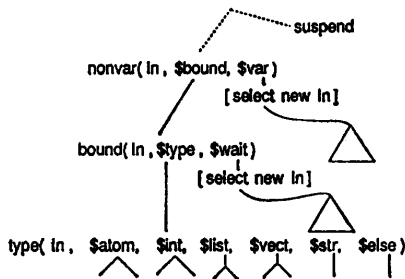 suspend
nonvar( In, $bound, $var)
[select new In]
bound( In, $type, $wait)
[select new In]
type( In, $atom, $int, $list, $vect, $str, $else)